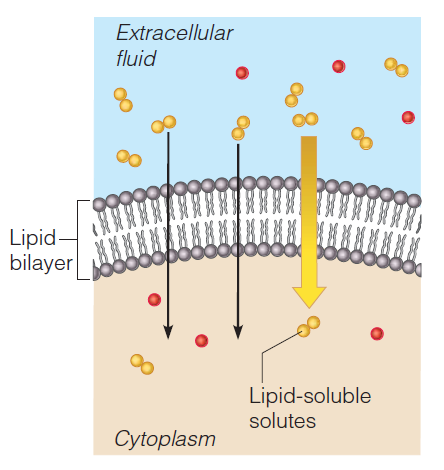 Extracellular
fluid
Lipid
bilayer
Lipid-soluble
solutes
Cytoplasm